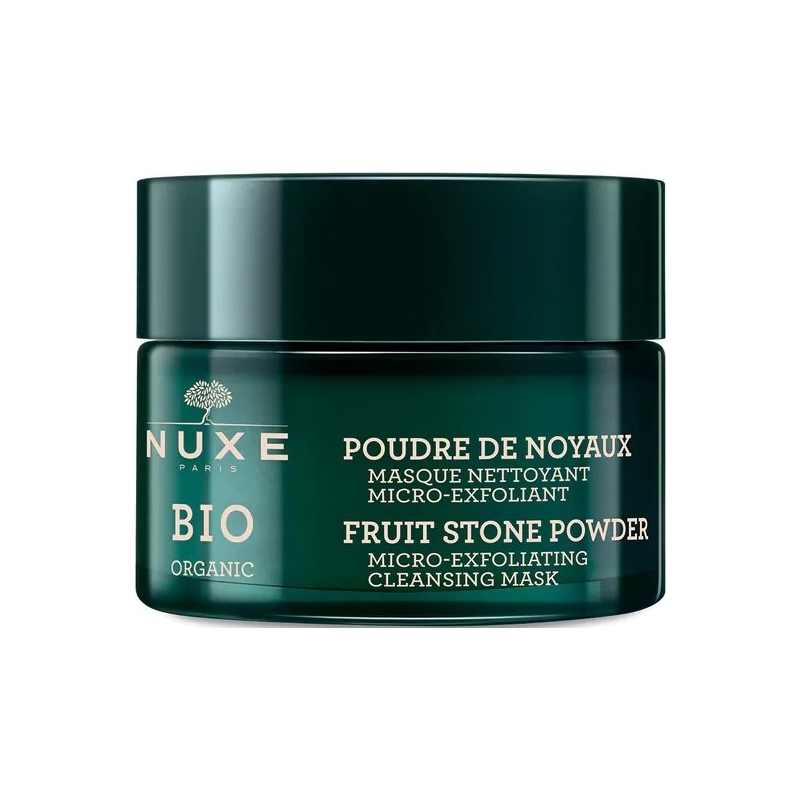 NUXE
PARIS
BIO
ORGANIC
POUDRE DE NOYAUX
MASQUE NETTOYANT
MICRO-EXFOLIANT
FRUIT STONE POWDER
MICRO-EXFOLIATING
CLEANSING MASK